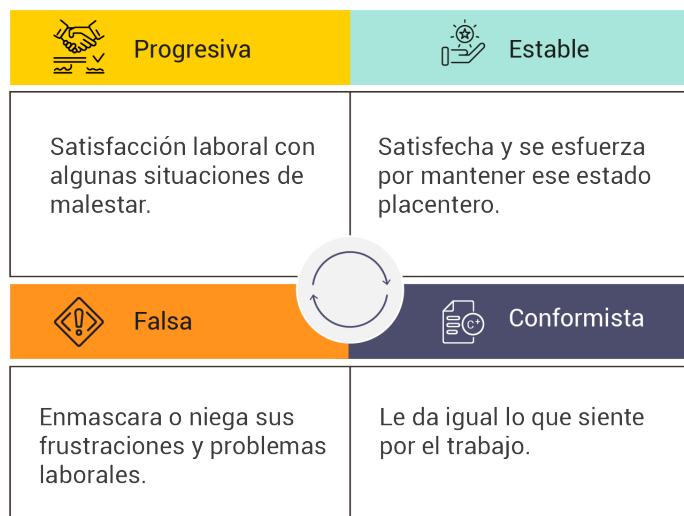 Progresiva
Estable
Satisfacción laboral con
algunas situaciones de
malestar.
Satisfecha y se esfuerza
por mantener ese estado
placentero.
Falsa
Conformista
C+
Enmascara o niega sus
frustraciones y problemas
laborales.
Le da igual lo que siente
por el trabajo.